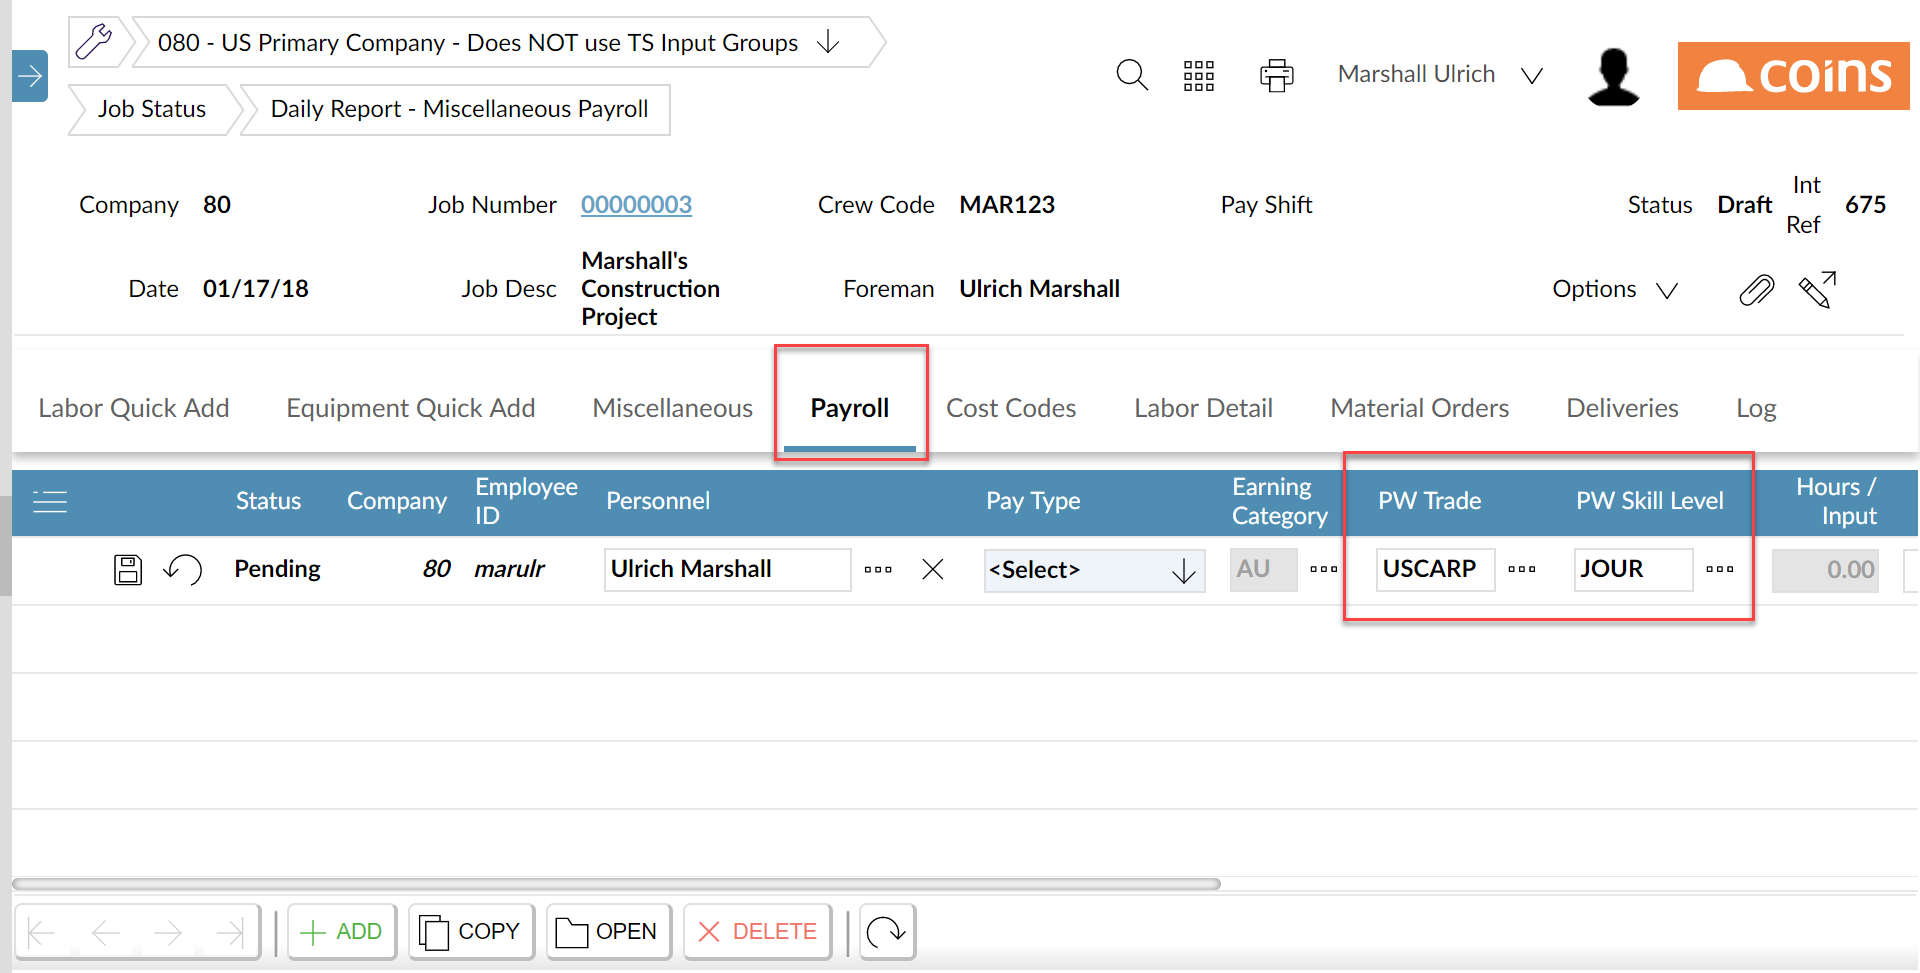 080 - US Primary Company - Does NOT use TS Input Groups
Marshall Ulrich
coins
Job Status
Daily Report - Miscellaneous Payroll
Company 80
Job Number 00000003
Crew Code MAR123
Pay Shift
Status Draft
Int Ref 675
Date 01/17/18
Job Desc Marshall's
Construction
Project
Foreman Ulrich Marshall
Options
Labor Quick Add
Equipment Quick Add
Miscellaneous
Payroll
Cost Codes
Labor Detail
Material Orders
Deliveries
Log
Status
Company
Employee
ID
Personnel
Pay Type
Earning
Category
PW Trade
PW Skill Level
Hours /
Input
Pending
80
marulr
Ulrich Marshall
<Select>
AU
USCARP
JOUR
0.00
ADD
COPY
OPEN
DELETE